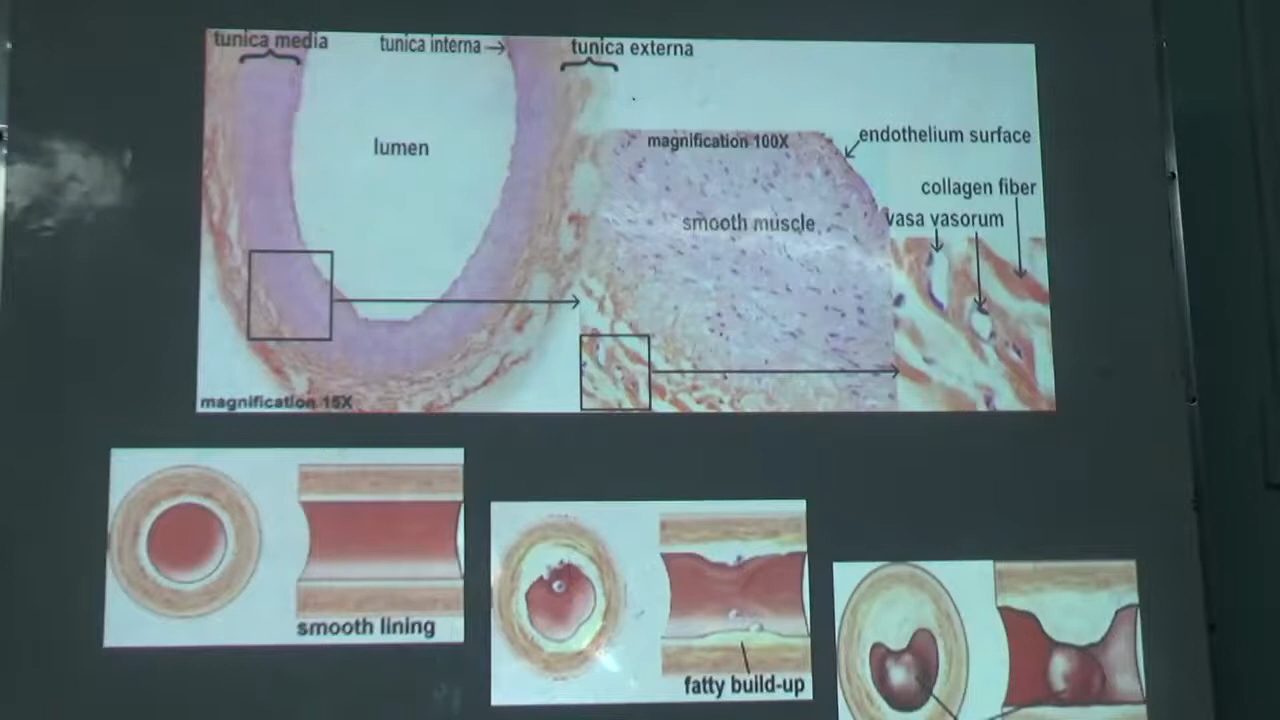 tunica media
tunica interna
tunica externa
lumen
magnification 100X
endothelium surface
collagen fiber
smooth muscle
vasa vasorum
magnification 15X
smooth lining
fatty build-up